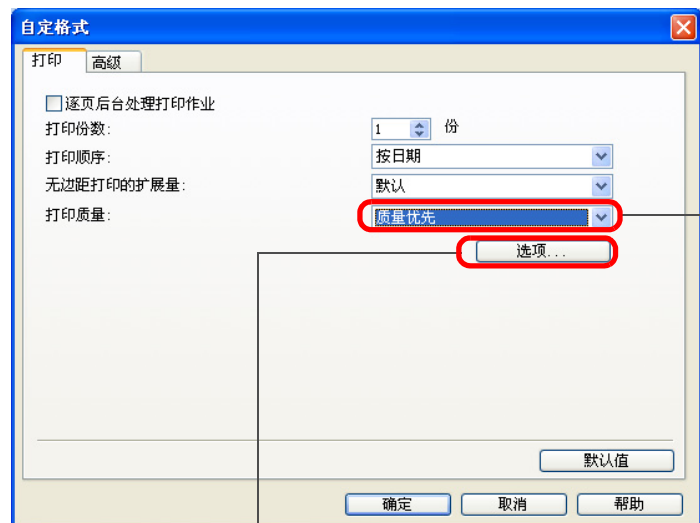 自定格式
打印 高级
逐页后台处理打印作业
打印份数: 1 份
打印顺序: 按日期
无边距打印的扩展量: 默认
打印质量: 质量优先
选项...
默认值
确定 取消 帮助